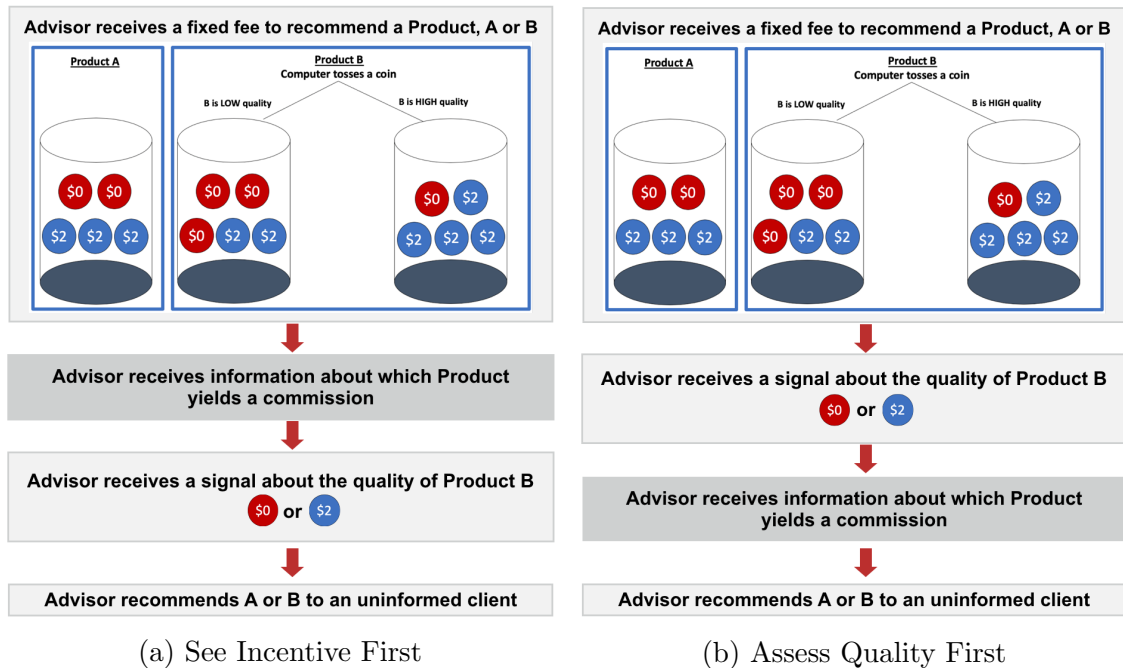 Advisor receives a fixed fee to recommend a Product, A or B
Product A
Product B
Computer tosses a coin
B is LOW quality
B is HIGH quality
$0 $0
$2 $2 $2
$0 $0
$0 $2 $2
$0 $2
$2 $2 $2
Advisor receives information about which Product
yields a commission
Advisor receives a signal about the quality of Product B
$0 or $2
Advisor recommends A or B to an uninformed client
(a) See Incentive First
Advisor receives a fixed fee to recommend a Product, A or B
Product A
Product B
Computer tosses a coin
B is LOW quality
B is HIGH quality
$0 $0
$2 $2 $2
$0 $0
$0 $2 $2
$0 $2
$2 $2 $2
Advisor receives a signal about the quality of Product B
$0 or $2
Advisor receives information about which Product
yields a commission
Advisor recommends A or B to an uninformed client
(b) Assess Quality First